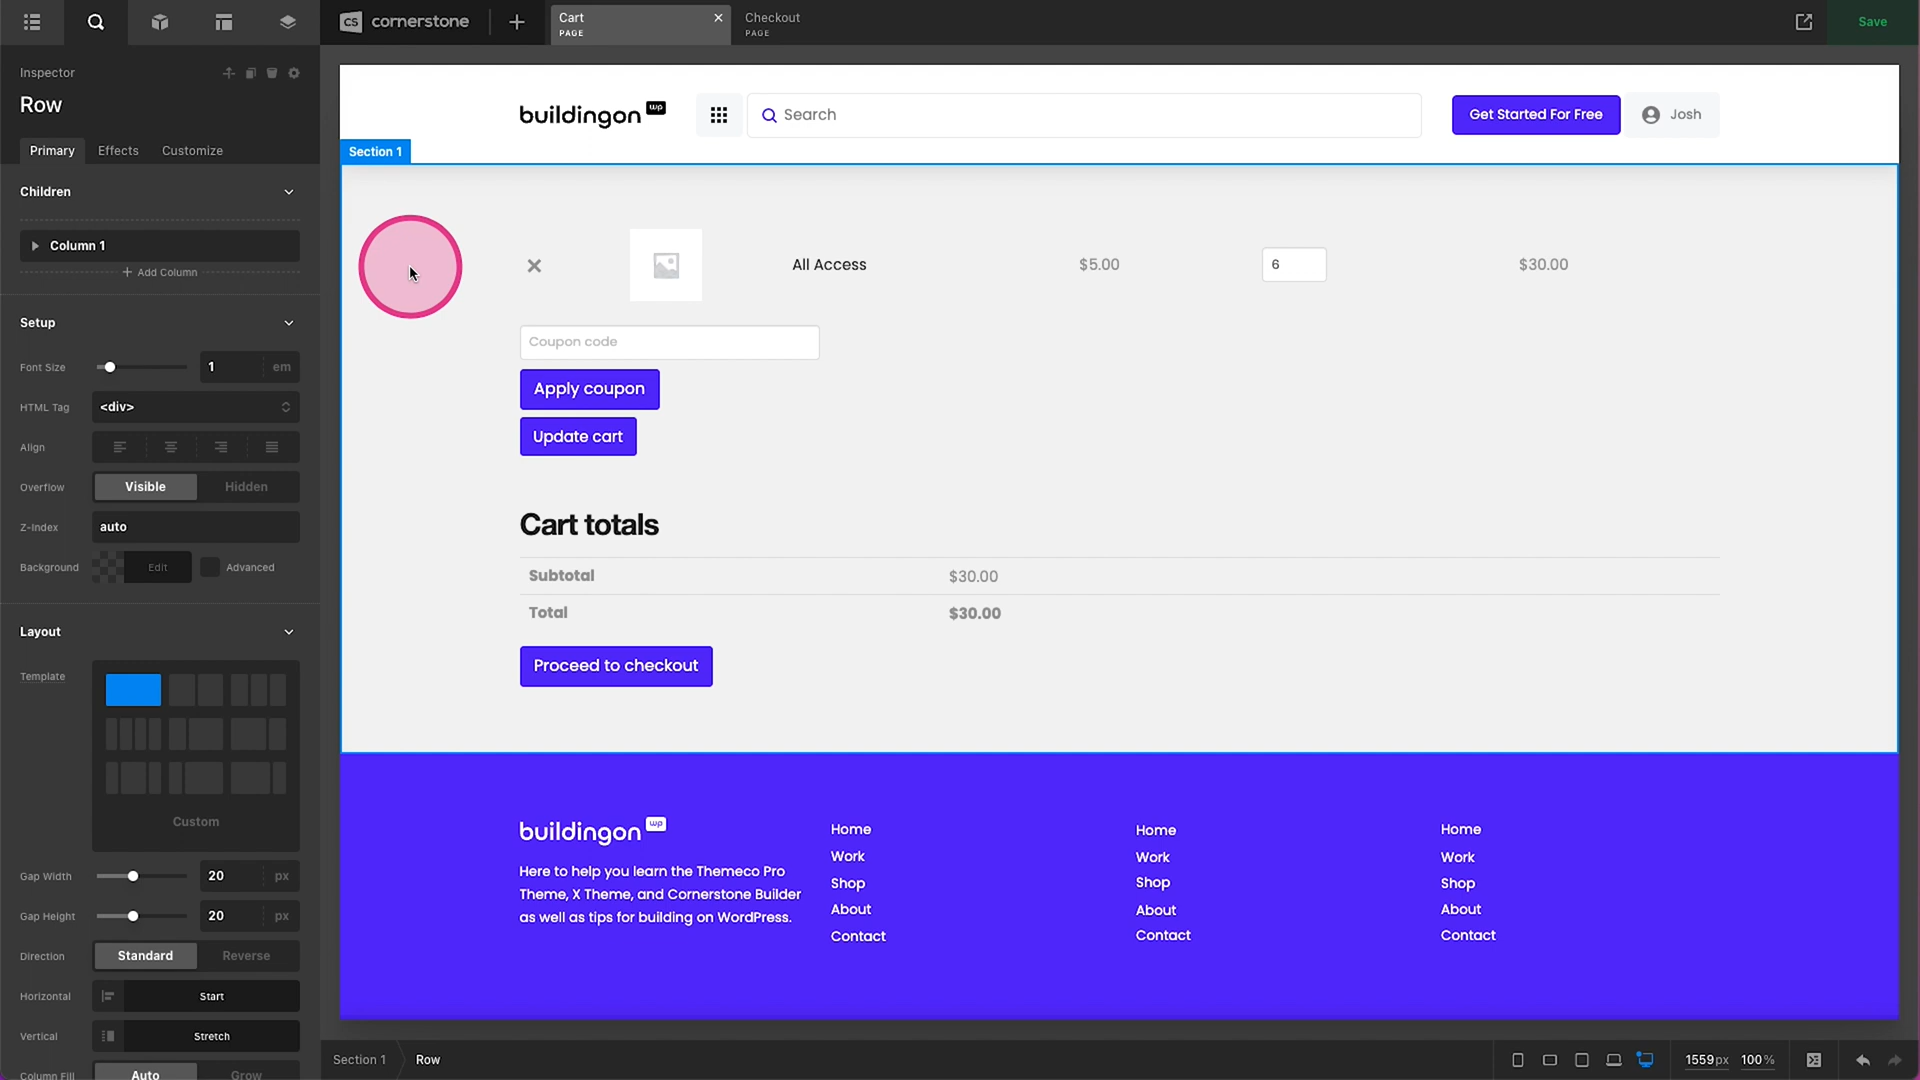 cornerstone
Cart
PAGE
Checkout
PAGE
Save
Inspector
Row
Primary
Effects
Customize
Children
Column 1
Add Column
Setup
Font Size
1
em
HTML Tag
<div>
Align
Overflow
Visible
Hidden
Z-Index
auto
Background
Edit
Advanced
Layout
Template
Custom
Gap Width
20
px
Gap Height
20
px
Direction
Standard
Reverse
Horizontal
Start
Vertical
Stretch
Column Fill
Auto
Grow
buildingon wp
Search
Get Started For Free
Josh
Section 1
All Access
$5.00
6
$30.00
Coupon code
Apply coupon
Update cart
Cart totals
Subtotal
$30.00
Total
$30.00
Proceed to checkout
buildingon wp
Here to help you learn the Themeco Pro
Theme, X Theme, and Cornerstone Builder
as well as tips for building on WordPress.
Home
Work
Shop
About
Contact
Home
Work
Shop
About
Contact
Home
Work
Shop
About
Contact
Section 1
Row
1559px
100%